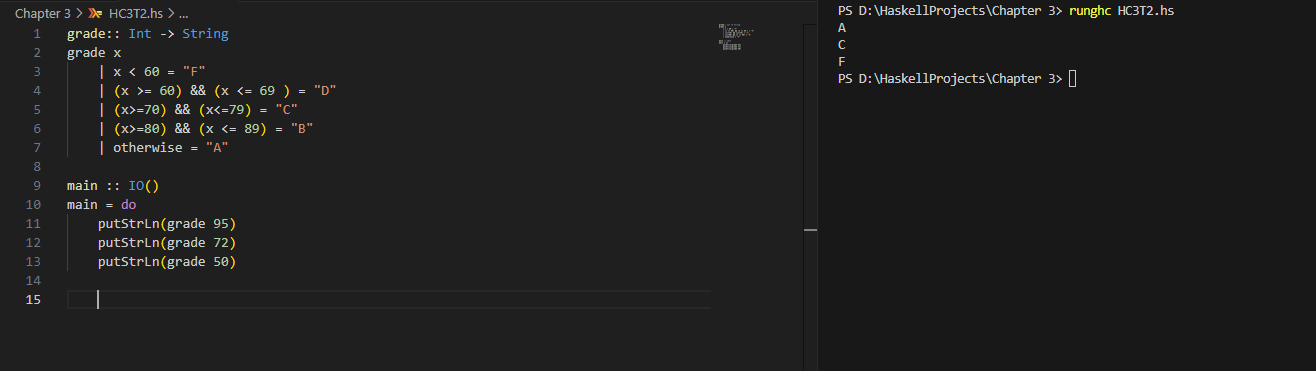 Chapter 3 > HC3T2.hs > ...
1 grade:: Int -> String
2 grade x
3     | x < 60 = "F"
4     | (x >= 60) && (x <= 69 ) = "D"
5     | (x>=70) && (x<=79) = "C"
6     | (x>=80) && (x <= 89) = "B"
7     | otherwise = "A"
8
9 main :: IO()
10 main = do
11     putStrLn(grade 95)
12     putStrLn(grade 72)
13     putStrLn(grade 50)
14
15
PS D:\HaskellProjects\Chapter 3> runghc HC3T2.hs
A
C
F
PS D:\HaskellProjects\Chapter 3>